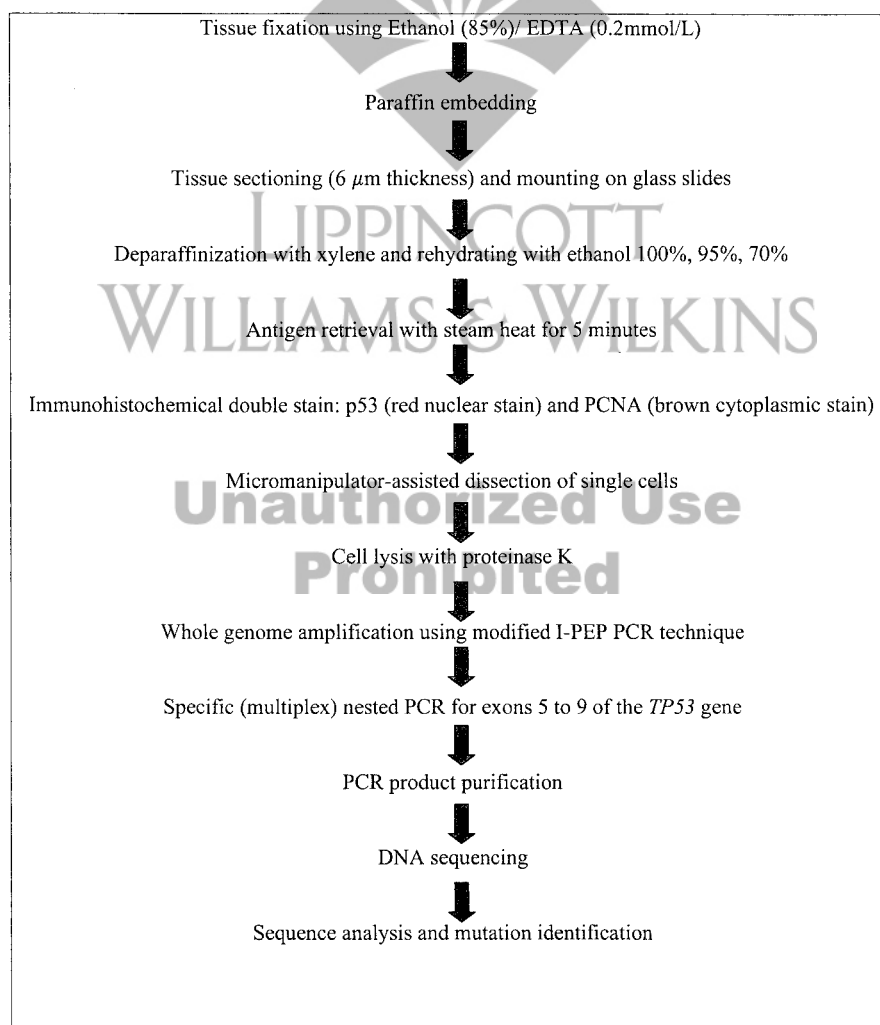 Tissue fixation using Ethanol (85%)/ EDTA (0.2mmol/L)
Paraffin embedding
Tissue sectioning (6 μm thickness) and mounting on glass slides
LIPPINCOTT
Deparaffinization with xylene and rehydrating with ethanol 100%, 95%, 70%
WILLIAMS & WILKINS
Antigen retrieval with steam heat for 5 minutes
Immunohistochemical double stain: p53 (red nuclear stain) and PCNA (brown cytoplasmic stain)
Micromanipulator-assisted dissection of single cells
Unauthorized Use
Cell lysis with proteinase K
Prohibited
Whole genome amplification using modified I-PEP PCR technique
Specific (multiplex) nested PCR for exons 5 to 9 of the TP53 gene
PCR product purification
DNA sequencing
Sequence analysis and mutation identification